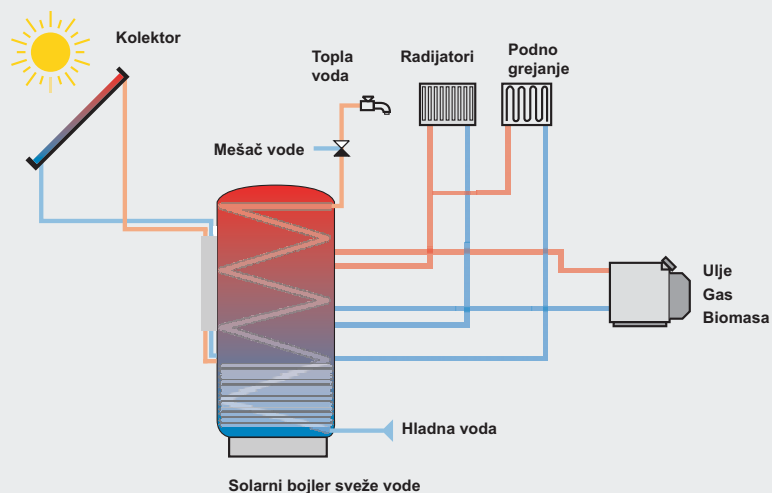 Kolektor
Topla
voda
Radijatori
Podno
grejanje
Mešač vode
Ulje
Gas
Biomasa
Hladna voda
Solarni bojler sveže vode